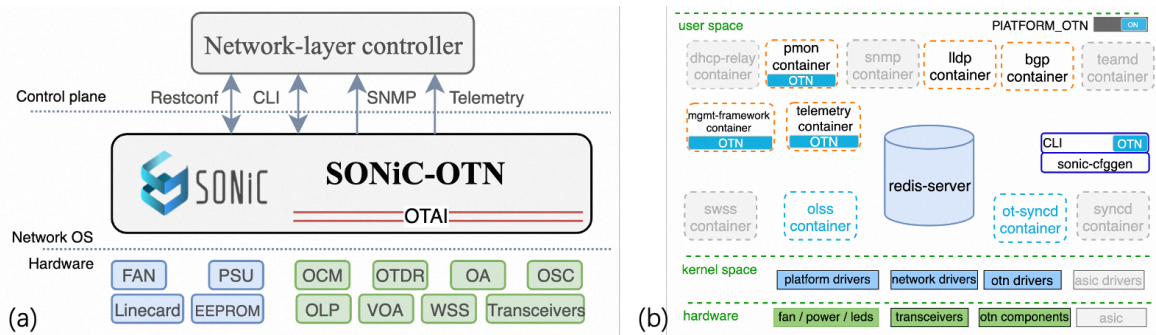 Network-layer controller
Restconf
CLI
SNMP
Telemetry
Control plane
SONiC
SONiC-OTN
OTAI
Network OS
Hardware
FAN
PSU
OCM
OTDR
OA
OSC
Linecard
EEPROM
OLP
VOA
WSS
Transceivers
(a)
user space
PIATFORM_OTN
ON
dhcp-relay
container
pmon
container
OTN
snmp
container
lldp
container
bgp
container
teamd
container
mgmt-framework
container
OTN
telemetry
container
OTN
redis-server
CLI
OTN
sonic-cfggen
swss
container
olss
container
ot-syncd
container
syncd
container
kernel space
platform drivers
network drivers
otn drivers
asic drivers
hardware
fan / power / leds
transceivers
otn components
asic
(b)